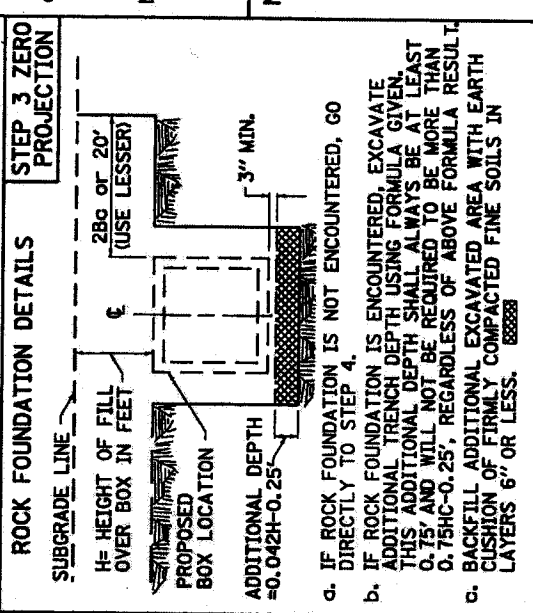 ROCK FOUNDATION DETAILS
STEP 3 ZERO
PROJECTION
SUBGRADE LINE
H= HEIGHT OF FILL
OVER BOX IN FEET
℄
2Bc or 20'
(USE LESSER)
PROPOSED
BOX LOCATION
3" MIN.
ADDITIONAL DEPTH
=0.042H-0.25'
a. IF ROCK FOUNDATION IS NOT ENCOUNTERED, GO
DIRECTLY TO STEP 4.
b. IF ROCK FOUNDATION IS ENCOUNTERED, EXCAVATE
ADDITIONAL TRENCH DEPTH USING FORMULA GIVEN.
THIS ADDITIONAL DEPTH SHALL ALWAYS BE AT LEAST
0.75' AND WILL NOT BE REQUIRED TO BE MORE THAN
0.75HC-0.25', REGARDLESS OF ABOVE FORMULA RESULT.
c. BACKFILL ADDITIONAL EXCAVATED AREA WITH EARTH
CUSHION OF FIRMLY COMPACTED FINE SOILS IN
LAYERS 6" OR LESS.